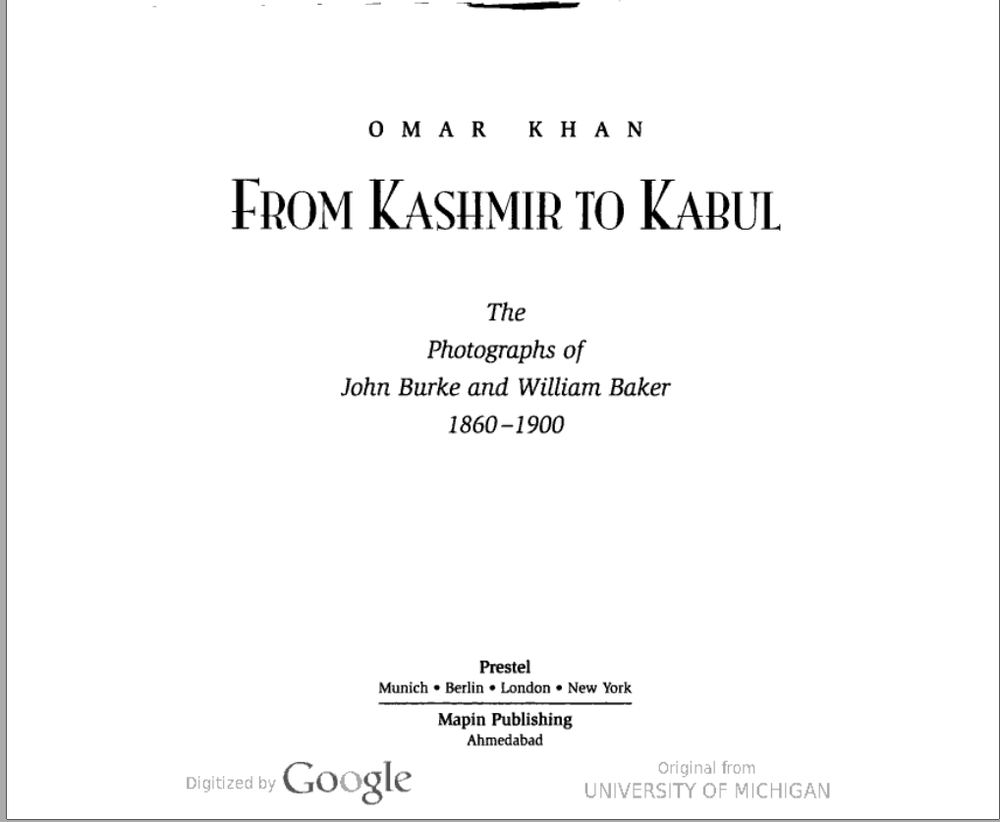 OMAR KHAN
FROM KASHMIR TO KABUL
The
Photographs of
John Burke and William Baker
1860–1900
Prestel
Munich • Berlin • London • New York
Mapin Publishing
Ahmedabad
Digitized by Google
Original from
UNIVERSITY OF MICHIGAN